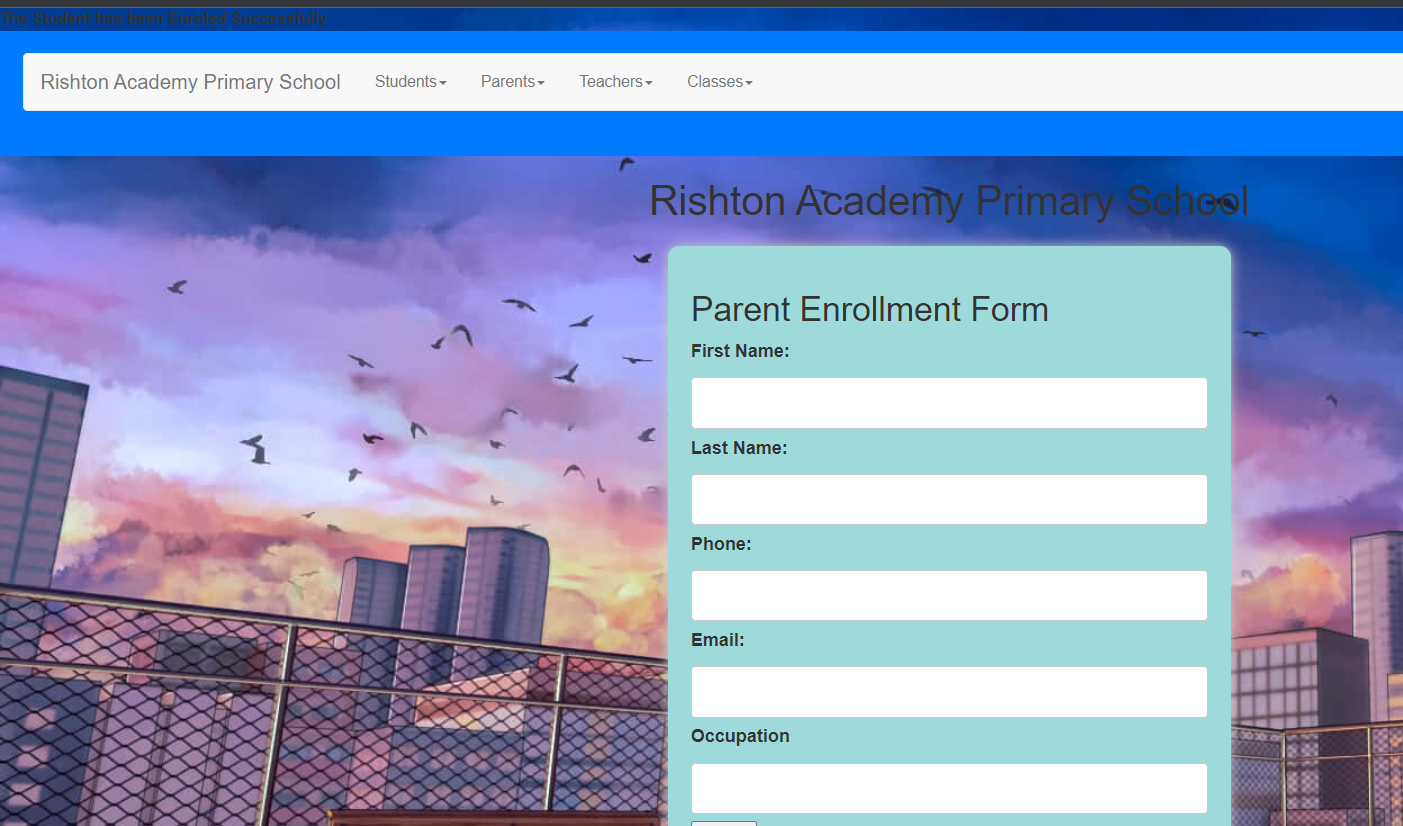 The Student has been Enroled Successfully
Rishton Academy Primary School Students Parents Teachers Classes
Rishton Academy Primary School
Parent Enrollment Form
First Name:
Last Name:
Phone:
Email:
Occupation